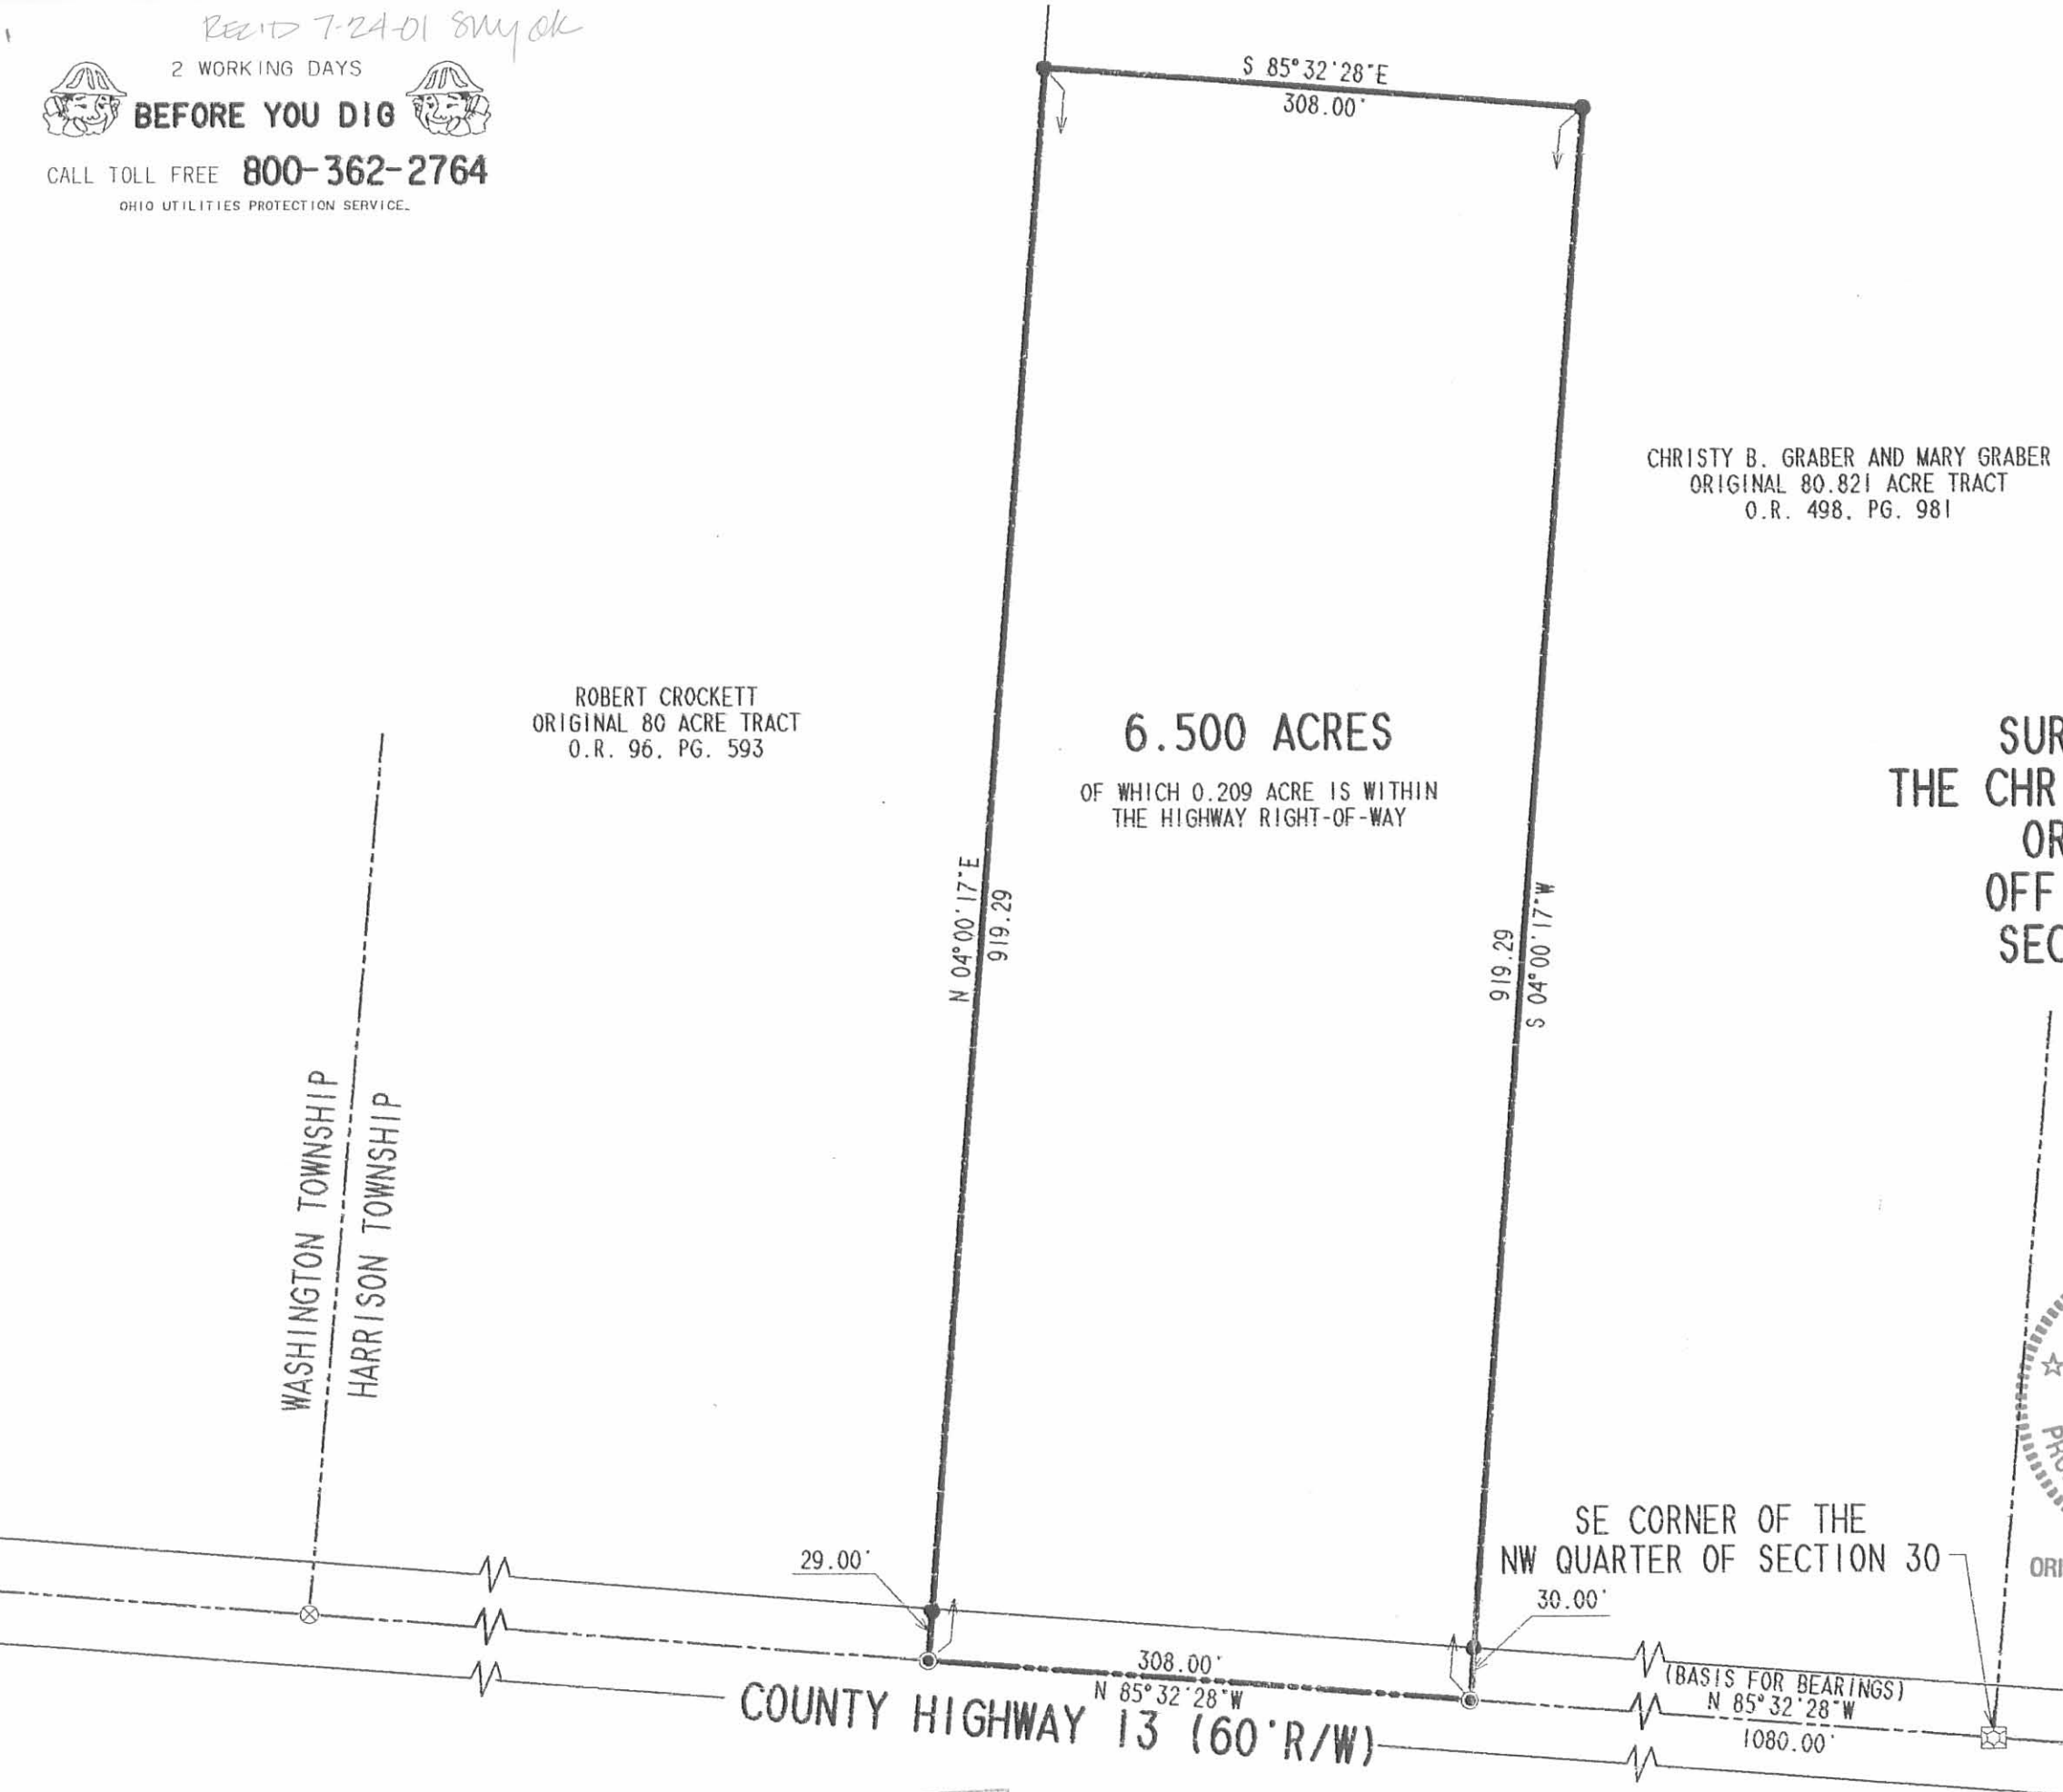 REC'D 7-24-01
2 WORKING DAYS
BEFORE YOU DIG
CALL TOLL FREE 800-362-2764
OHIO UTILITIES PROTECTION SERVICE.
S 85°32'28"E
308.00'
CHRISTY B. GRABER AND MARY GRABER
ORIGINAL 80.821 ACRE TRACT
O.R. 498, PG. 981
ROBERT CROCKETT
ORIGINAL 80 ACRE TRACT
O.R. 96, PG. 593
6.500 ACRES
OF WHICH 0.209 ACRE IS WITHIN
THE HIGHWAY RIGHT-OF-WAY
SUR
THE CHR
OR
OFF
SEC
N 04°00'17"E
919.29
919.29
S 04°00'17"W
WASHINGTON TOWNSHIP
HARRISON TOWNSHIP
PRO
ORI
SE CORNER OF THE
NW QUARTER OF SECTION 30
29.00'
30.00'
308.00'
N 85°32'28"W
(BASIS FOR BEARINGS)
N 85°32'28"W
1080.00'
COUNTY HIGHWAY 13 (60'R/W)